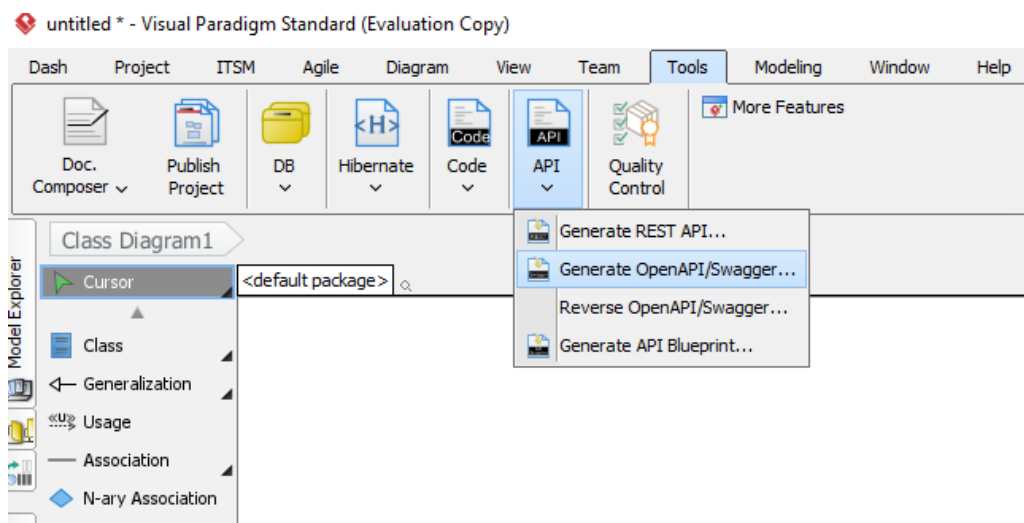 untitled * - Visual Paradigm Standard (Evaluation Copy)
Dash Project ITSM Agile Diagram View Team Tools Modeling Window Help
Doc. Composer
Publish Project
DB
<H>
Hibernate
Code
Code
API
API
Quality Control
More Features
Generate REST API...
Generate OpenAPI/Swagger...
Reverse OpenAPI/Swagger...
Generate API Blueprint...
Class Diagram1
Model Explorer
Cursor
<default package>
Class
Generalization
<<U>> Usage
Association
N-ary Association